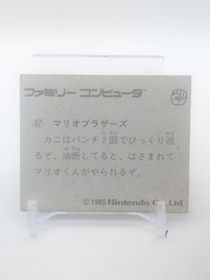 ファミリー コンピュータ
マリオブラザーズ
カニはパンチ2回でびっくり返
るぞ、油断してると、はさまれて
マリオくんがやられるぞ。
©1985 Nintendo Co., Ltd.